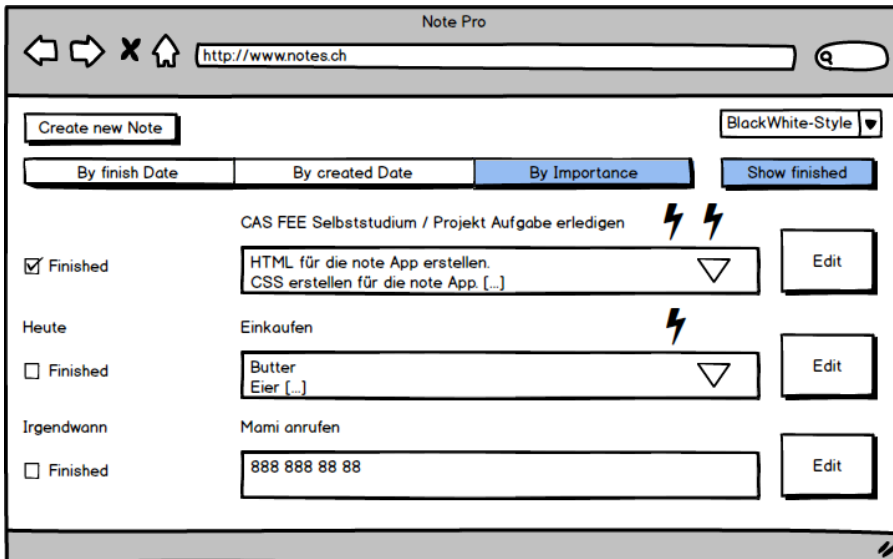 Note Pro
http://www.notes.ch
Create new Note
BlackWhite-Style
By finish Date
By created Date
By Importance
Show finished
CAS FEE Selbststudium / Projekt Aufgabe erledigen
Finished
HTML für die note App erstellen.
CSS erstellen für die note App. [...]
Edit
Heute
Einkaufen
Finished
Butter
Eier [...]
Edit
Irgendwann
Mami anrufen
Finished
888 888 88 88
Edit